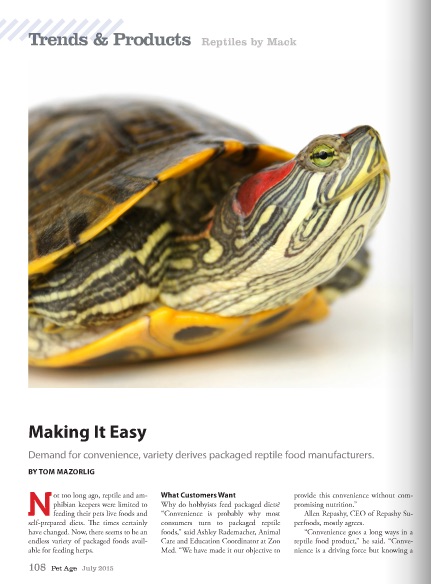 Trends & Products Reptiles by Mack
Making It Easy
Demand for convenience, variety derives packaged reptile food manufacturers.
BY TOM MAZORLIG
Not too long ago, reptile and am-
phibian keepers were limited to
feeding their pets live foods and
self-prepared diets. The times certainly
have changed. Now, there seems to be an
endless variety of packaged foods avail-
able for feeding herps.
What Customers Want
Why do hobbyists feed packaged diets?
"Convenience is probably why most
consumers turn to packaged reptile
foods," said Ashley Rademacher, Animal
Care and Education Coordinator at Zoo
Med. "We have made it our objective to
provide this convenience without com-
promising nutrition."
Allen Repashy, CEO of Repashy Su-
perfoods, mostly agrees.
"Convenience goes a long ways in a
reptile food product," he said. "Conve-
nience is a driving force but knowing a
108 Pet Age July 2015